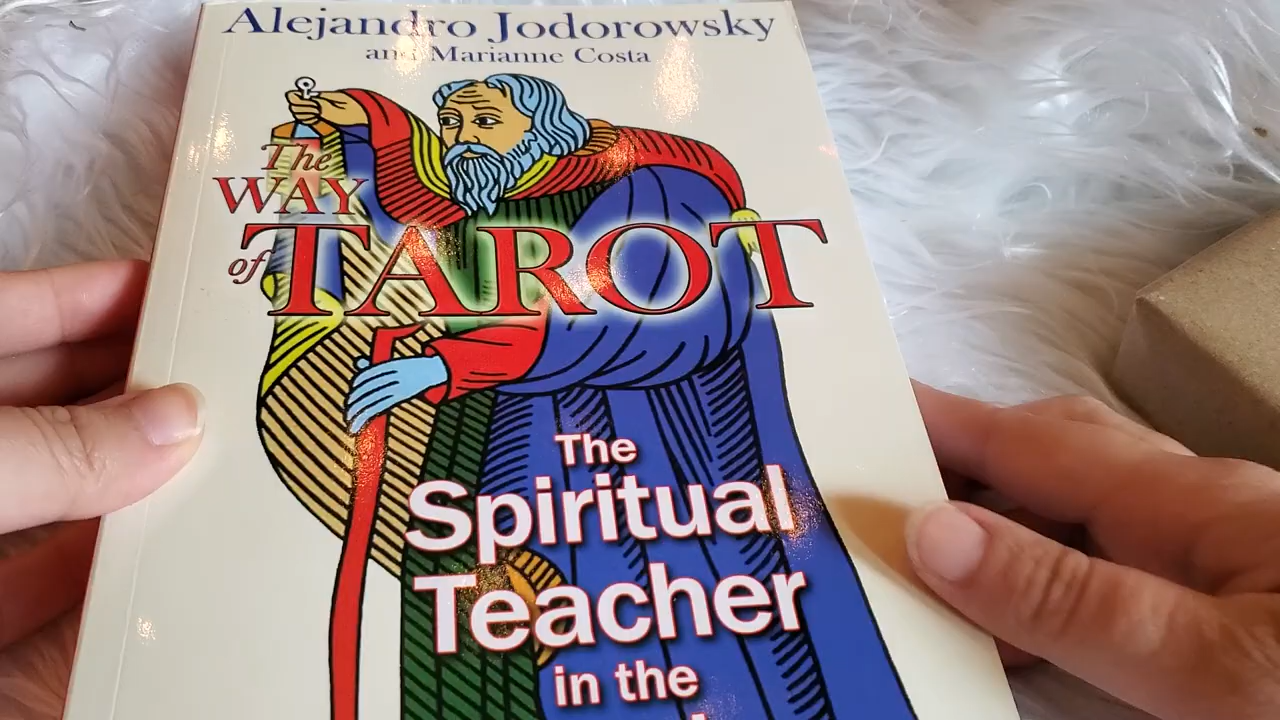 Alejandro Jodorowsky
and Marianne Costa
The
WAY
of TAROT
The
Spiritual
Teacher
in the